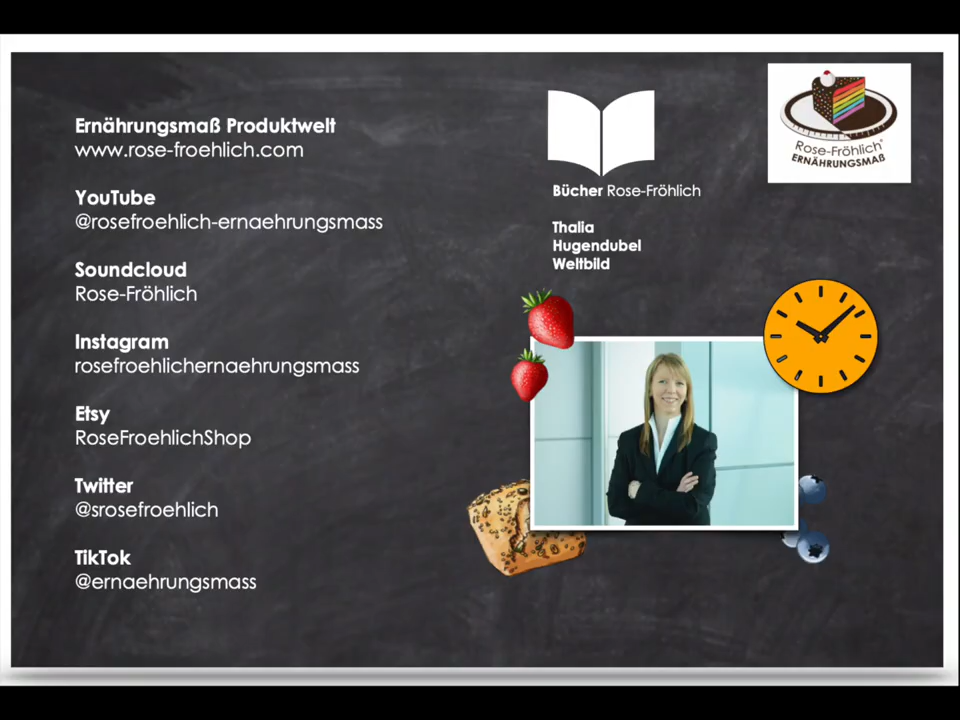 Ernährungsmaß Produktwelt
www.rose-froehlich.com
YouTube
@rosefroehlich-ernaehrungsmass
Soundcloud
Rose-Fröhlich
Instagram
rosefroehlichernaehrungsmass
Etsy
RoseFroehlichShop
Twitter
@srosefroehlich
TikTok
@ernaehrungsmass
Bücher Rose-Fröhlich
Thalia
Hugendubel
Weltbild
Rose-Fröhlich®
ERNÄHRUNGSMAß